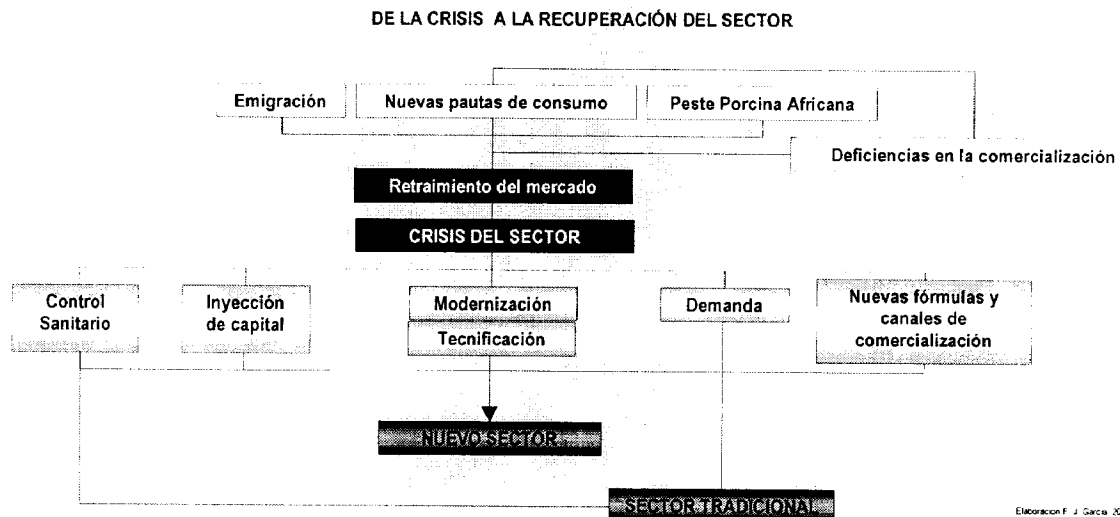 DE LA CRISIS A LA RECUPERACIÓN DEL SECTOR
Emigración
Nuevas pautas de consumo
Peste Porcina Africana
Deficiencias en la comercialización
Retraimiento del mercado
CRISIS DEL SECTOR
Control
Sanitario
Inyección
de capital
Modernización
Tecnificación
Demanda
Nuevas fórmulas y
canales de
comercialización
NUEVO SECTOR
SECTOR TRADICIONAL
Elaboracion F. J. Garcia